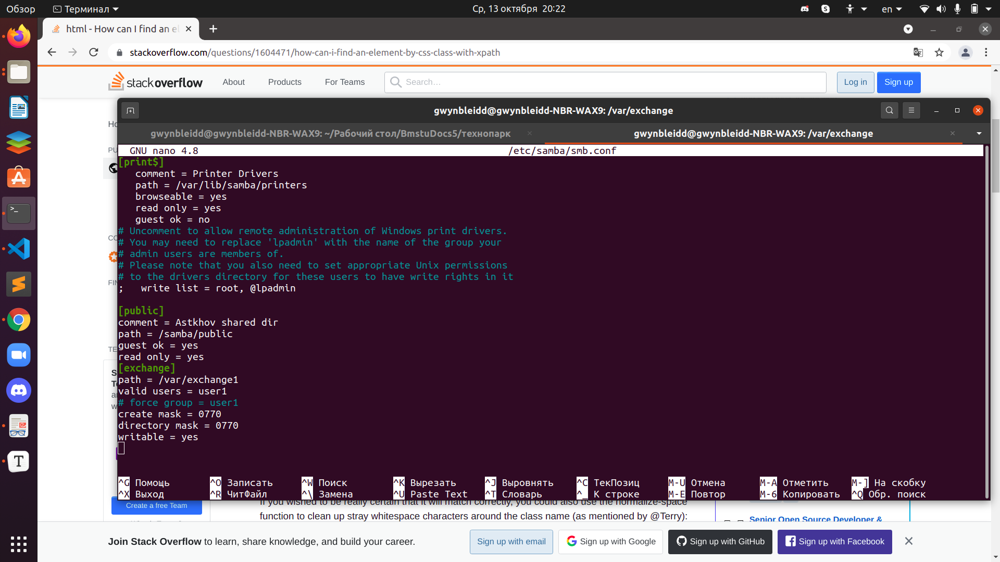 Обзор
Терминал
Ср, 13 октября 20:22
en
html - How can I find an el
stackoverflow.com/questions/1604471/how-can-i-find-an-element-by-css-class-with-xpath
stackoverflow
About
Products
For Teams
Search…
Log in
Sign up
gwynbleidd@gwynbleidd-NBR-WAX9: /var/exchange
gwynbleidd@gwynbleidd-NBR-WAX9: ~/Рабочий стол/BmstuDocs5/технопарк
gwynbleidd@gwynbleidd-NBR-WAX9: /var/exchange
GNU nano 4.8
/etc/samba/smb.conf
[print$]
comment = Printer Drivers
path = /var/lib/samba/printers
browseable = yes
read only = yes
guest ok = no
# Uncomment to allow remote administration of Windows print drivers.
# You may need to replace 'lpadmin' with the name of the group your
# admin users are members of.
# Please note that you also need to set appropriate Unix permissions
# to the drivers directory for these users to have write rights in it
;   write list = root, @lpadmin
[public]
comment = Astkhov shared dir
path = /samba/public
guest ok = yes
read only = yes
[exchange]
path = /var/exchange1
valid users = user1
# force group = user1
create mask = 0770
directory mask = 0770
writable = yes
^G Помощь ^O Записать ^W Поиск ^K Вырезать ^J Выровнять ^C ТекПозиц M-U Отмена M-A Отметить M-] На скобку
^X Выход ^R ЧитФайл ^\ Замена ^U Paste Text ^T Словарь ^_ К строке M-E Повтор M-6 Копировать ^Q Обр. поиск
Create a free Team
If you wished to be really certain that it will match correctly, you could also use the normalize-space
function to clean up stray whitespace characters around the class name (as mentioned by @Terry):
Senior Open Source Developer &
Join Stack Overflow to learn, share knowledge, and build your career.
Sign up with email
Sign up with Google
Sign up with GitHub
Sign up with Facebook